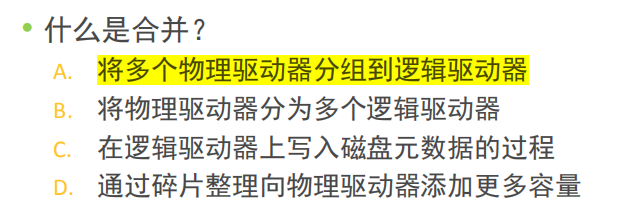 • 什么是合并？
A. 将多个物理驱动器分组到逻辑驱动器
B. 将物理驱动器分为多个逻辑驱动器
C. 在逻辑驱动器上写入磁盘元数据的过程
D. 通过碎片整理向物理驱动器添加更多容量